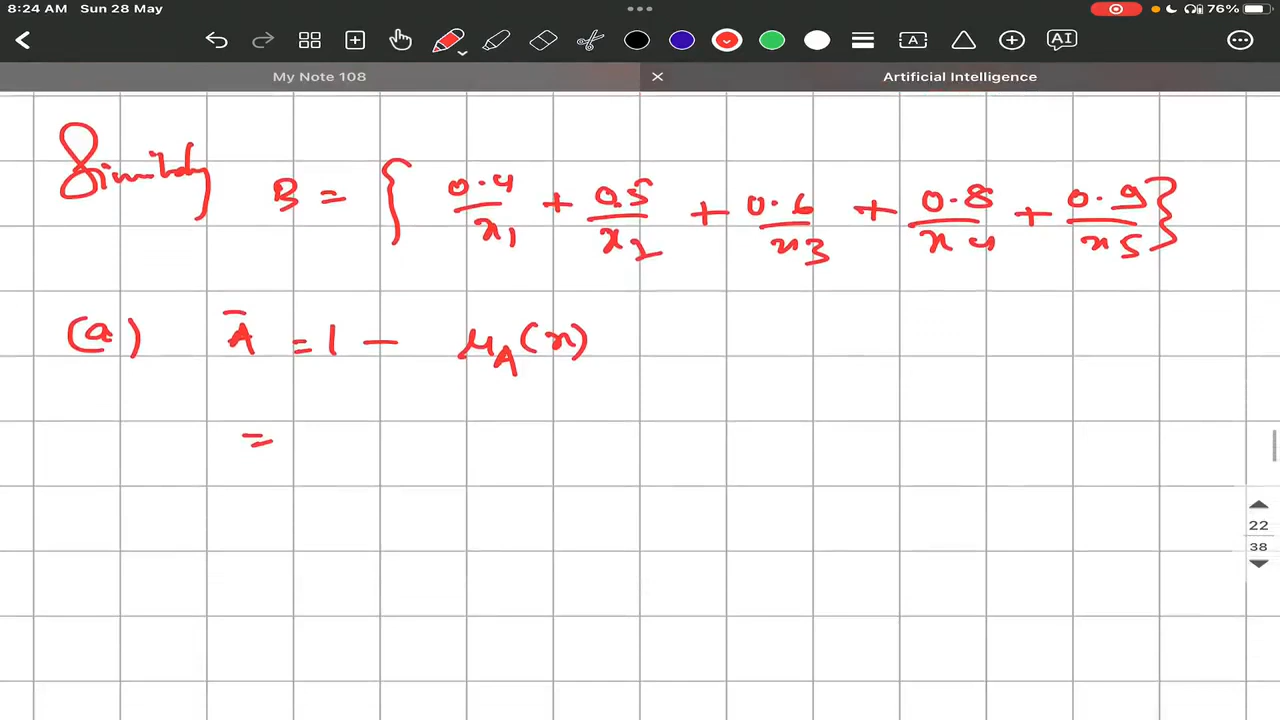 8:24 AM Sun 28 May 76%
A AI
My Note 108 Artificial Intelligence
Similarly B = { 0.4/x1 + 0.5/x2 + 0.6/x3 + 0.8/x4 + 0.9/x5 }
(a) Ā = 1 - μA(x)
=
22
38